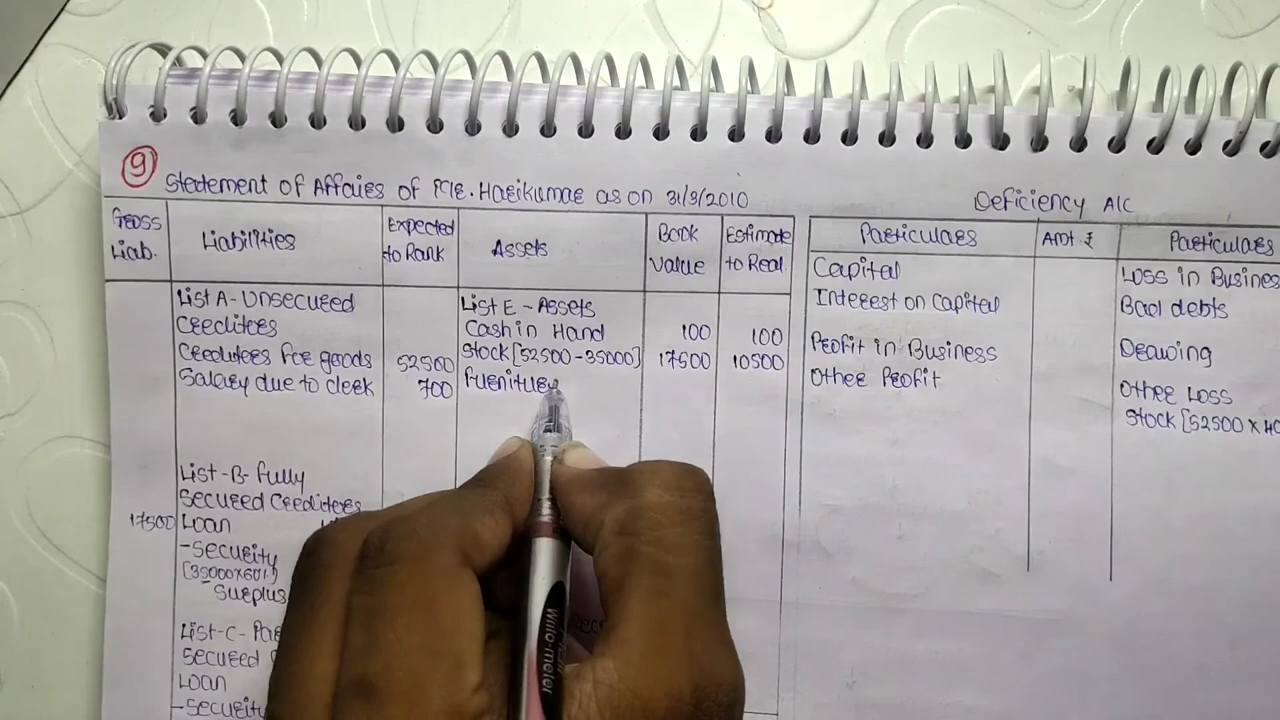 9
Statement of Affairs of Mr. Harikumar as on 31/3/2010
Deficiency A/C
Gross Liab.
Liabilities
Expected to Rank
Assets
Book Value
Estimate to Real.
Particulars
Amt. ₹
Particulars
List A - Unsecured
Creditors
Creditors for goods 52500
Salary due to clerk 700
List E - Assets
Cash in Hand 100 100
Stock [52500 - 35000] 17500 10500
Furniture
Capital
Interest on Capital
Profit in Business
Other Profit
Loss in Business
Bad debts
Drawing
Other Loss
Stock [52500 × 40
List-B- Fully
Secured Creditors
17500 Loan
-Security
[35000×60%]
Surplus
List-C-
Secured
Loan
-Security
Write-meter